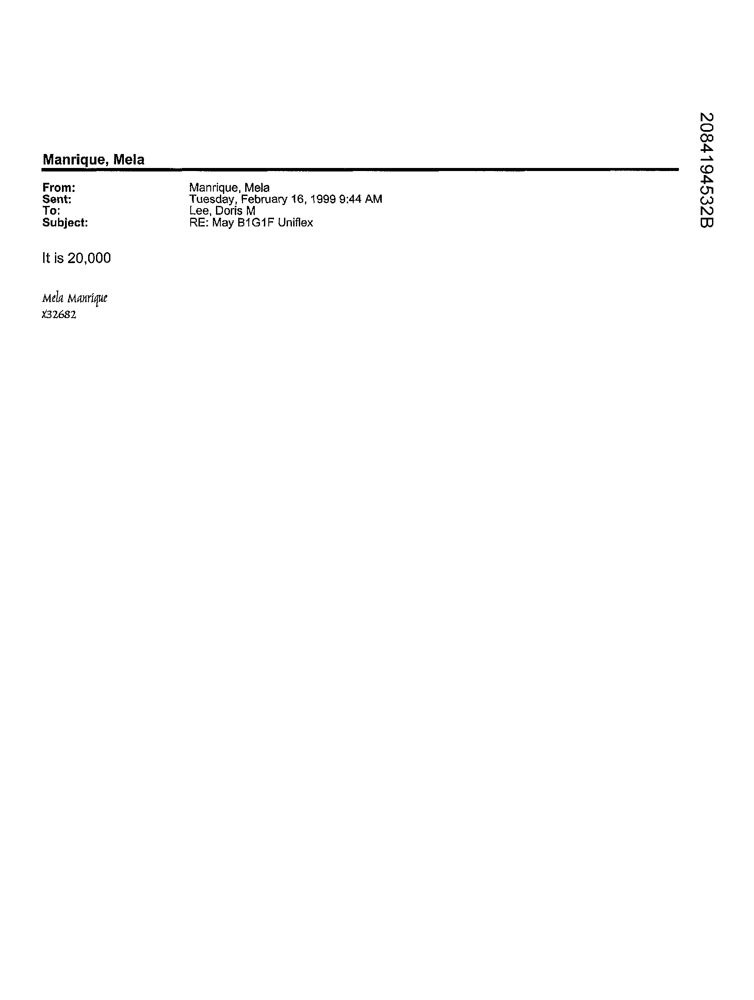 Manrique, Mela
From: Manrique, Mela
Sent: Tuesday, February 16, 1999 9:44 AM
To: Lee, Doris M
Subject: RE: May B1G1F Uniflex
It is 20,000
Mela Manrique
x32682
2084194532B